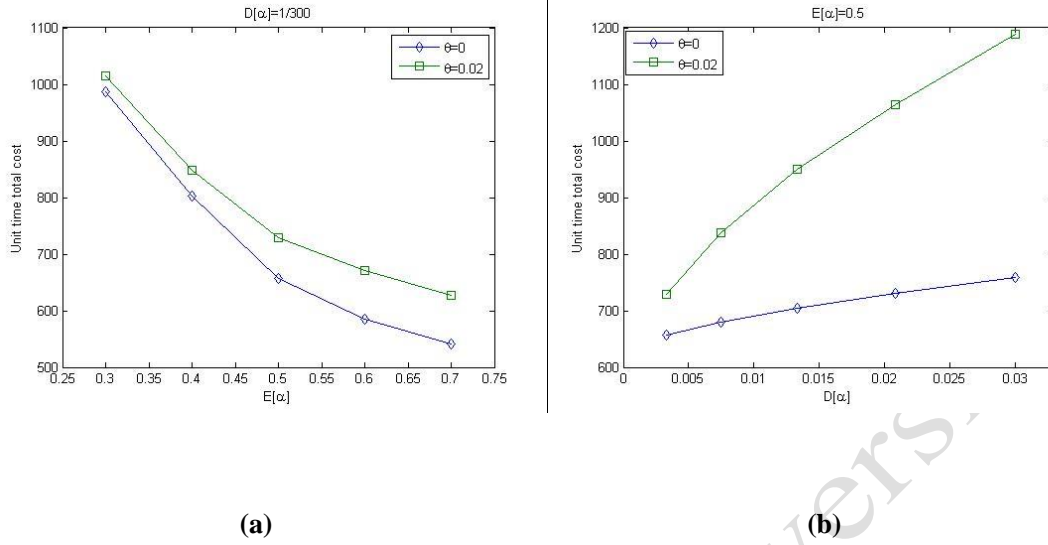 D[α]=1/300
1100
1000
900
800
700
600
500
0.25 0.3 0.35 0.4 0.45 0.5 0.55 0.6 0.65 0.7 0.75
E[α]
Unit time total cost
θ=0
θ=0.02
(a)
E[α]=0.5
1200
1100
1000
900
800
700
600
0 0.005 0.01 0.015 0.02 0.025 0.03
D[α]
Unit time total cost
θ=0
θ=0.02
(b)